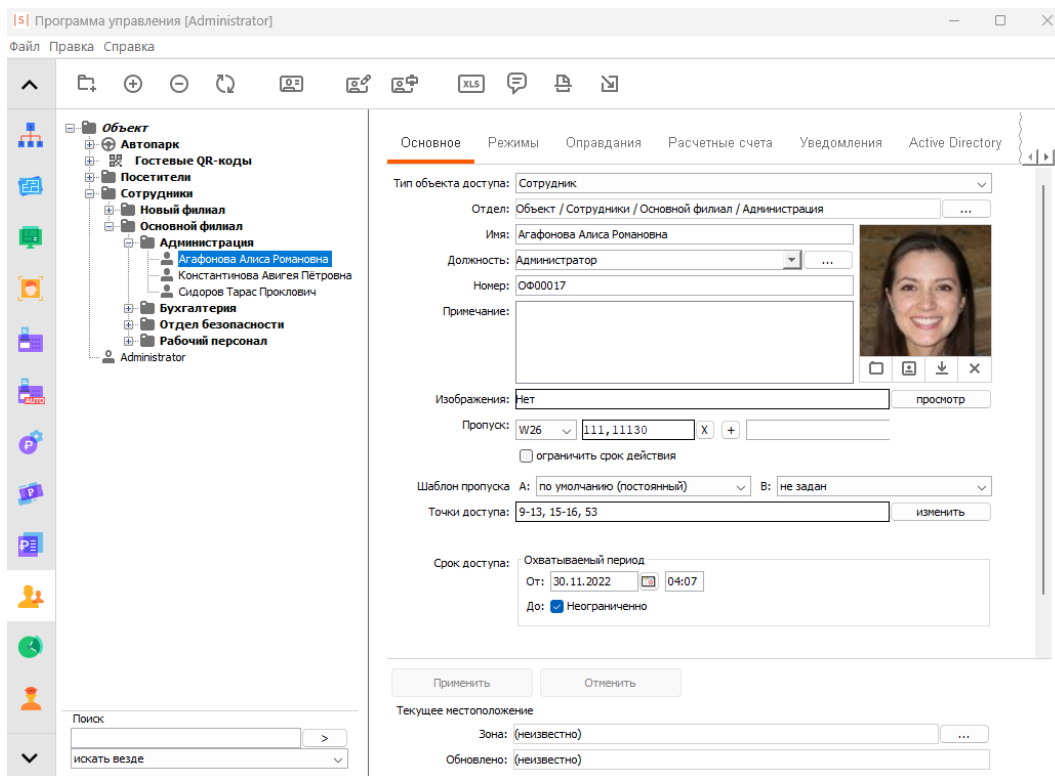 |S| Программа управления [Administrator]
Файл Правка Справка
XLS
Объект
Автопарк
Гостевые QR-коды
Посетители
Сотрудники
Новый филиал
Основной филиал
Администрация
Агафонова Алиса Романовна
Константинова Авигея Пётровна
Сидоров Тарас Проклович
Бухгалтерия
Отдел безопасности
Рабочий персонал
Administrator
AUTO
Поиск
>
искать везде
Основное Режимы Оправдания Расчетные счета Уведомления Active Directory
Тип объекта доступа: Сотрудник
Отдел: Объект / Сотрудники / Основной филиал / Администрация ...
Имя: Агафонова Алиса Романовна
Должность: Администратор ...
Номер: ОФ00017
Примечание:
Изображения: Нет просмотр
Пропуск: W26 111,11130 X +
ограничить срок действия
Шаблон пропуска А: по умолчанию (постоянный) В: не задан
Точки доступа: 9-13, 15-16, 53 изменить
Срок доступа: Охватываемый период
От: 30.11.2022 04:07
До: Неограниченно
Применить Отменить
Текущее местоположение
Зона: (неизвестно) ...
Обновлено: (неизвестно)